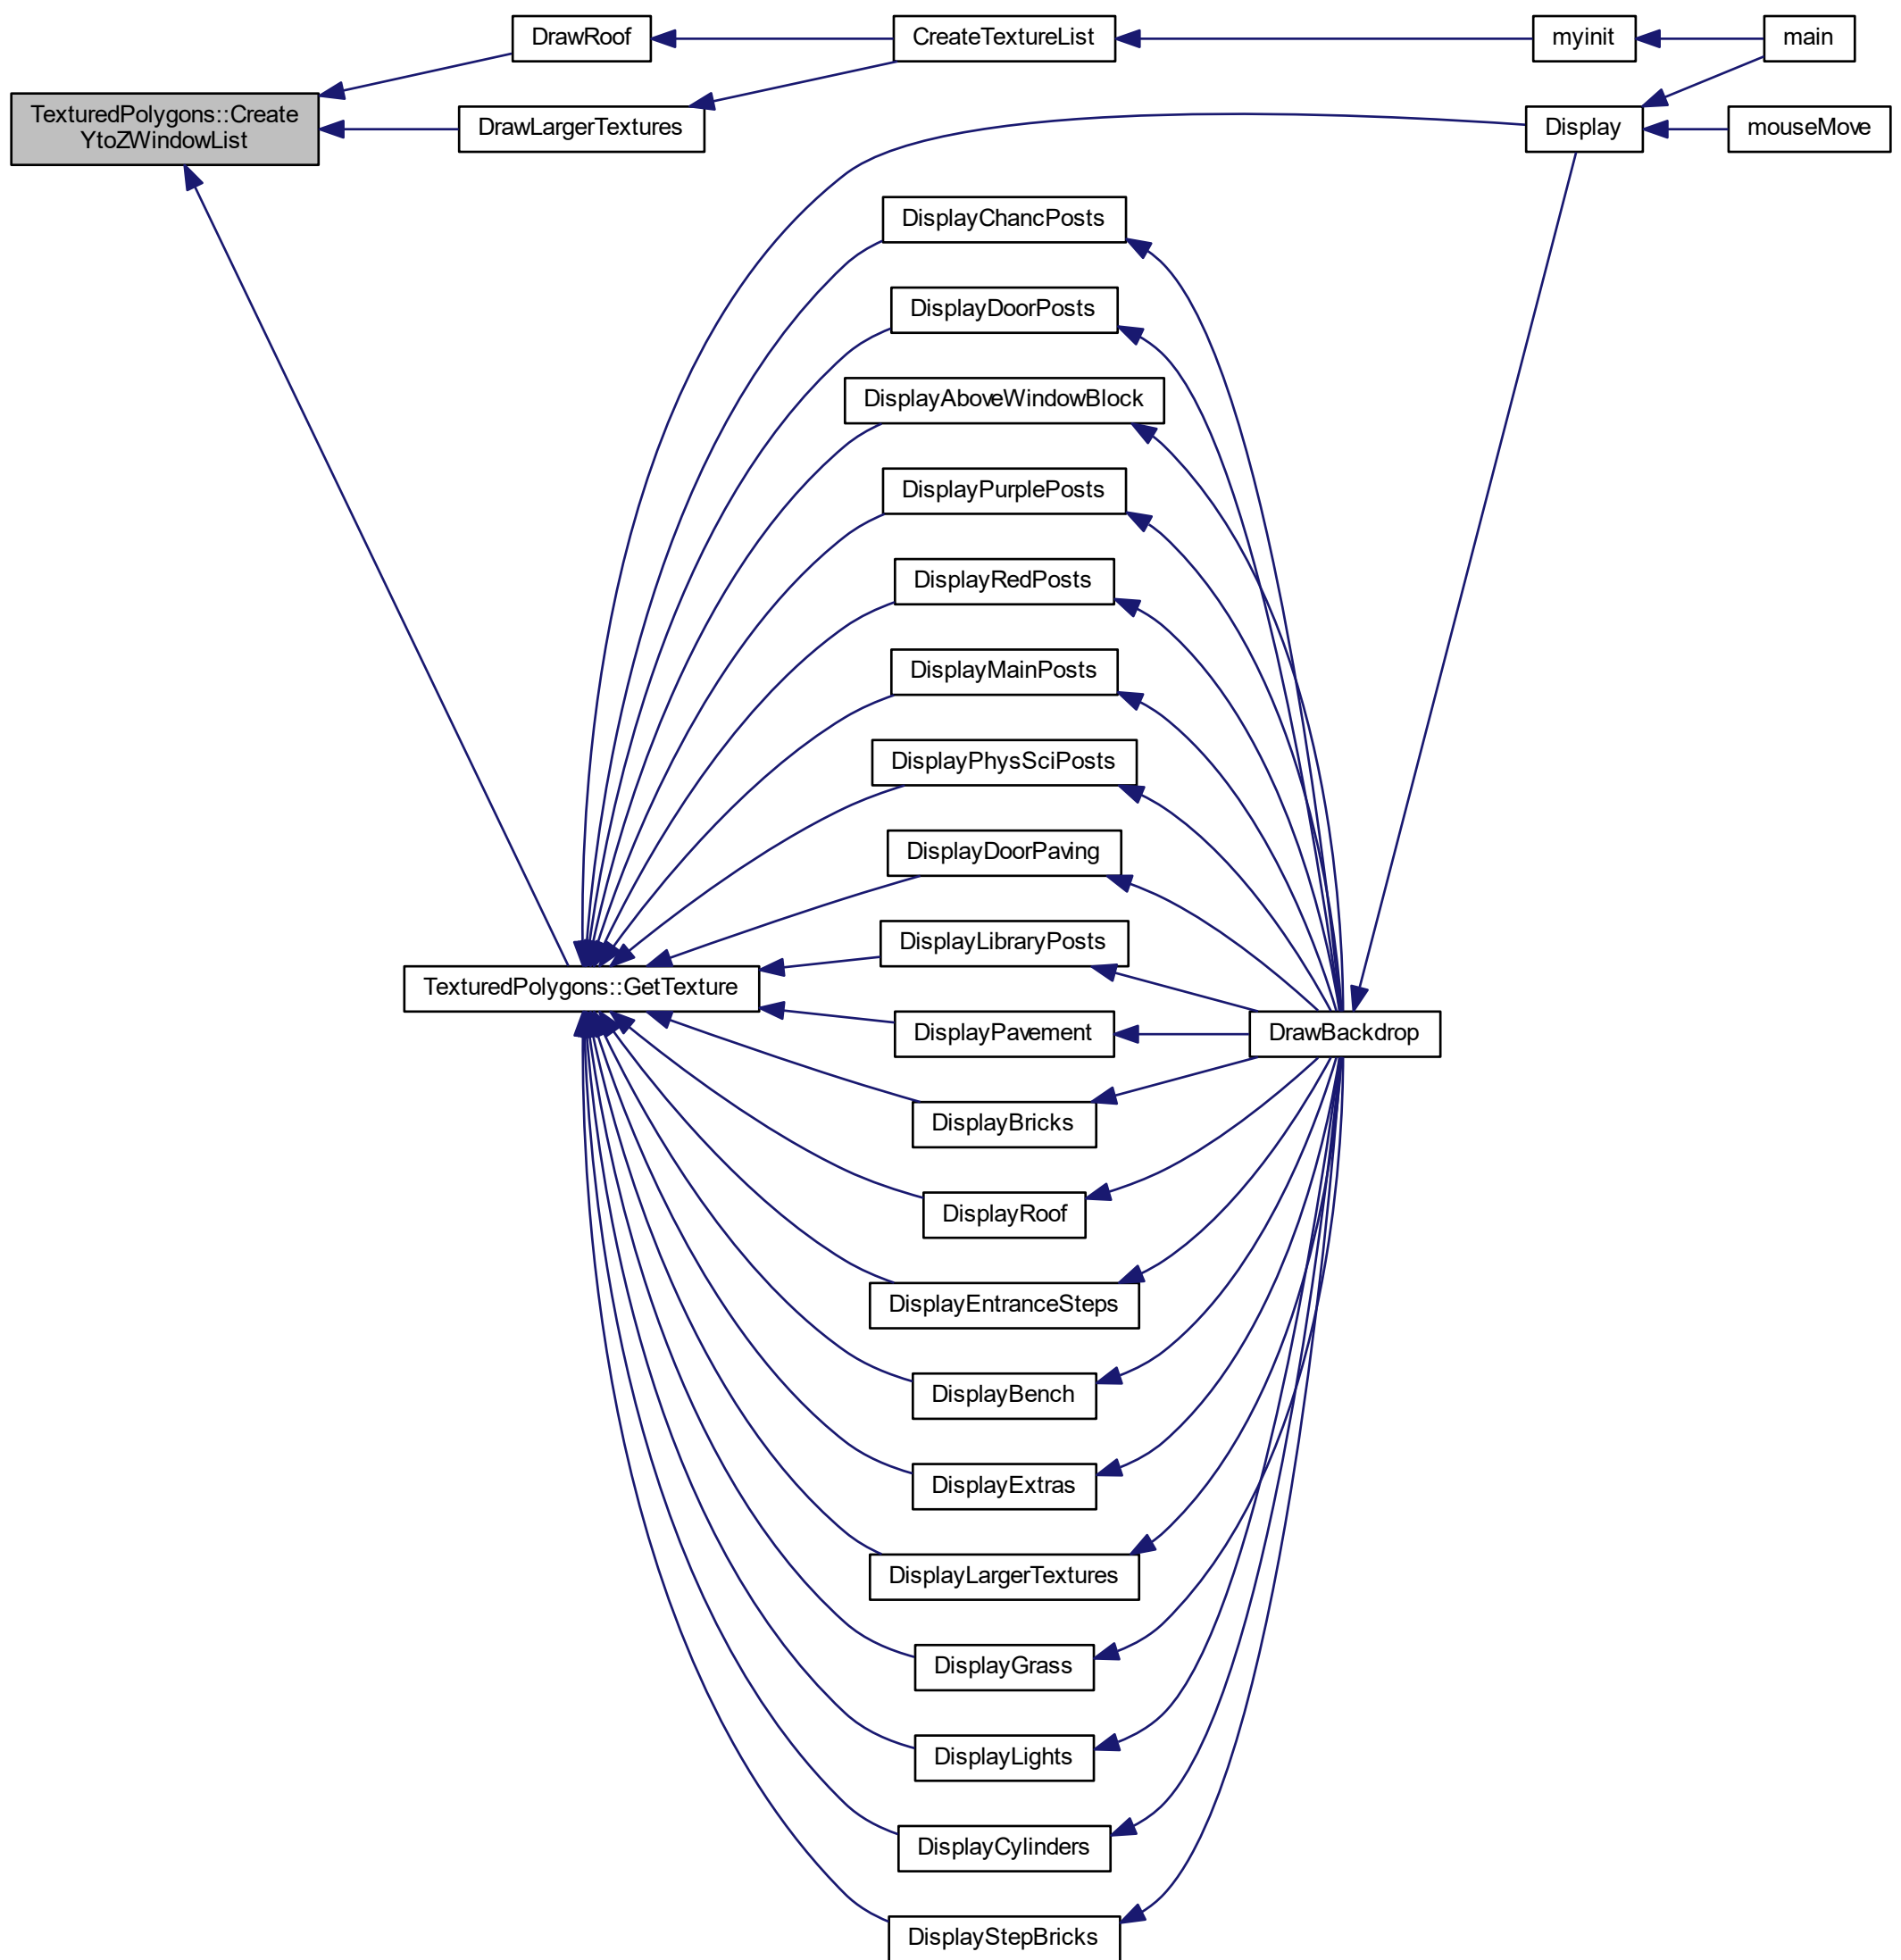 DrawRoof
CreateTextureList
myinit
main
TexturedPolygons::Create
YtoZWindowList
DrawLargerTextures
Display
mouseMove
DisplayChancPosts
DisplayDoorPosts
DisplayAboveWindowBlock
DisplayPurplePosts
DisplayRedPosts
DisplayMainPosts
DisplayPhysSciPosts
DisplayDoorPaving
DisplayLibraryPosts
TexturedPolygons::GetTexture
DisplayPavement
DrawBackdrop
DisplayBricks
DisplayRoof
DisplayEntranceSteps
DisplayBench
DisplayExtras
DisplayLargerTextures
DisplayGrass
DisplayLights
DisplayCylinders
DisplayStepBricks